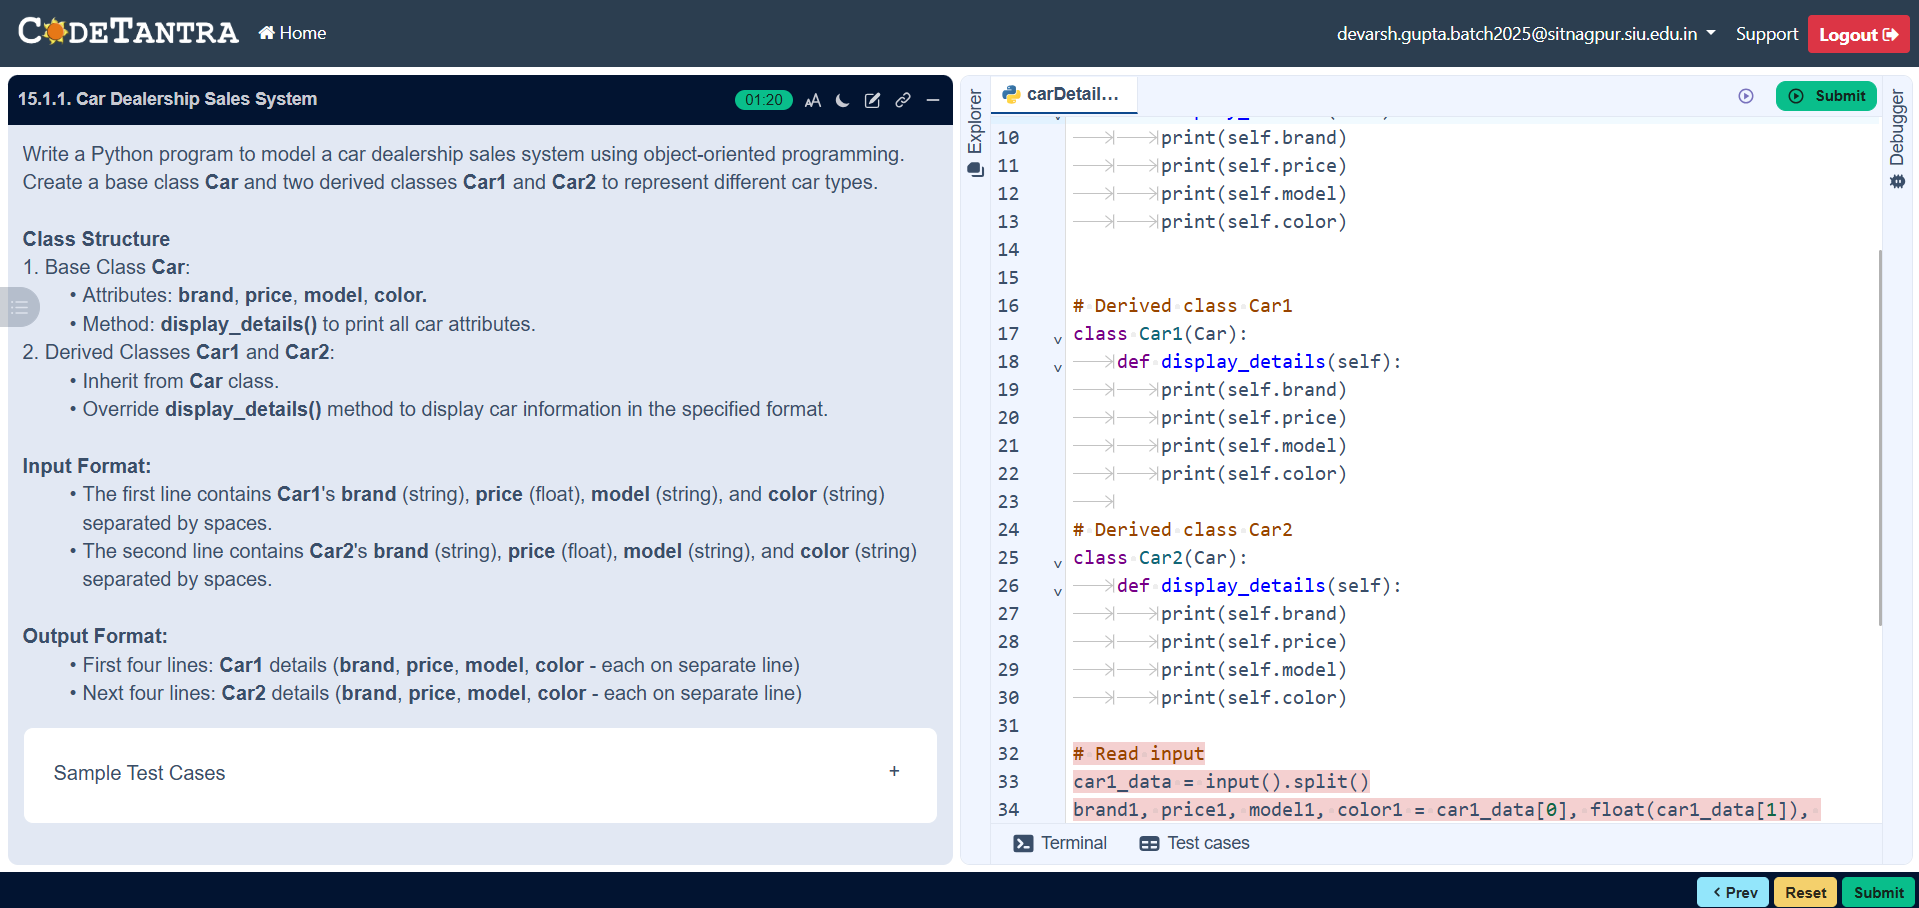 CODETANTRA
Home
devarsh.gupta.batch2025@sitnagpur.siu.edu.in
Support
Logout
15.1.1. Car Dealership Sales System
01:20
AA
Write a Python program to model a car dealership sales system using object-oriented programming.
Create a base class Car and two derived classes Car1 and Car2 to represent different car types.
Class Structure
1. Base Class Car:
• Attributes: brand, price, model, color.
• Method: display_details() to print all car attributes.
2. Derived Classes Car1 and Car2:
• Inherit from Car class.
• Override display_details() method to display car information in the specified format.
Input Format:
• The first line contains Car1's brand (string), price (float), model (string), and color (string)
separated by spaces.
• The second line contains Car2's brand (string), price (float), model (string), and color (string)
separated by spaces.
Output Format:
• First four lines: Car1 details (brand, price, model, color - each on separate line)
• Next four lines: Car2 details (brand, price, model, color - each on separate line)
Sample Test Cases
+
Explorer
carDetail...
Submit
Debugger
10 print(self.brand)
11 print(self.price)
12 print(self.model)
13 print(self.color)
14
15
16 # Derived class Car1
17 class Car1(Car):
18 def display_details(self):
19 print(self.brand)
20 print(self.price)
21 print(self.model)
22 print(self.color)
23
24 # Derived class Car2
25 class Car2(Car):
26 def display_details(self):
27 print(self.brand)
28 print(self.price)
29 print(self.model)
30 print(self.color)
31
32 # Read input
33 car1_data = input().split()
34 brand1, price1, model1, color1 = car1_data[0], float(car1_data[1]),
Terminal
Test cases
< Prev
Reset
Submit